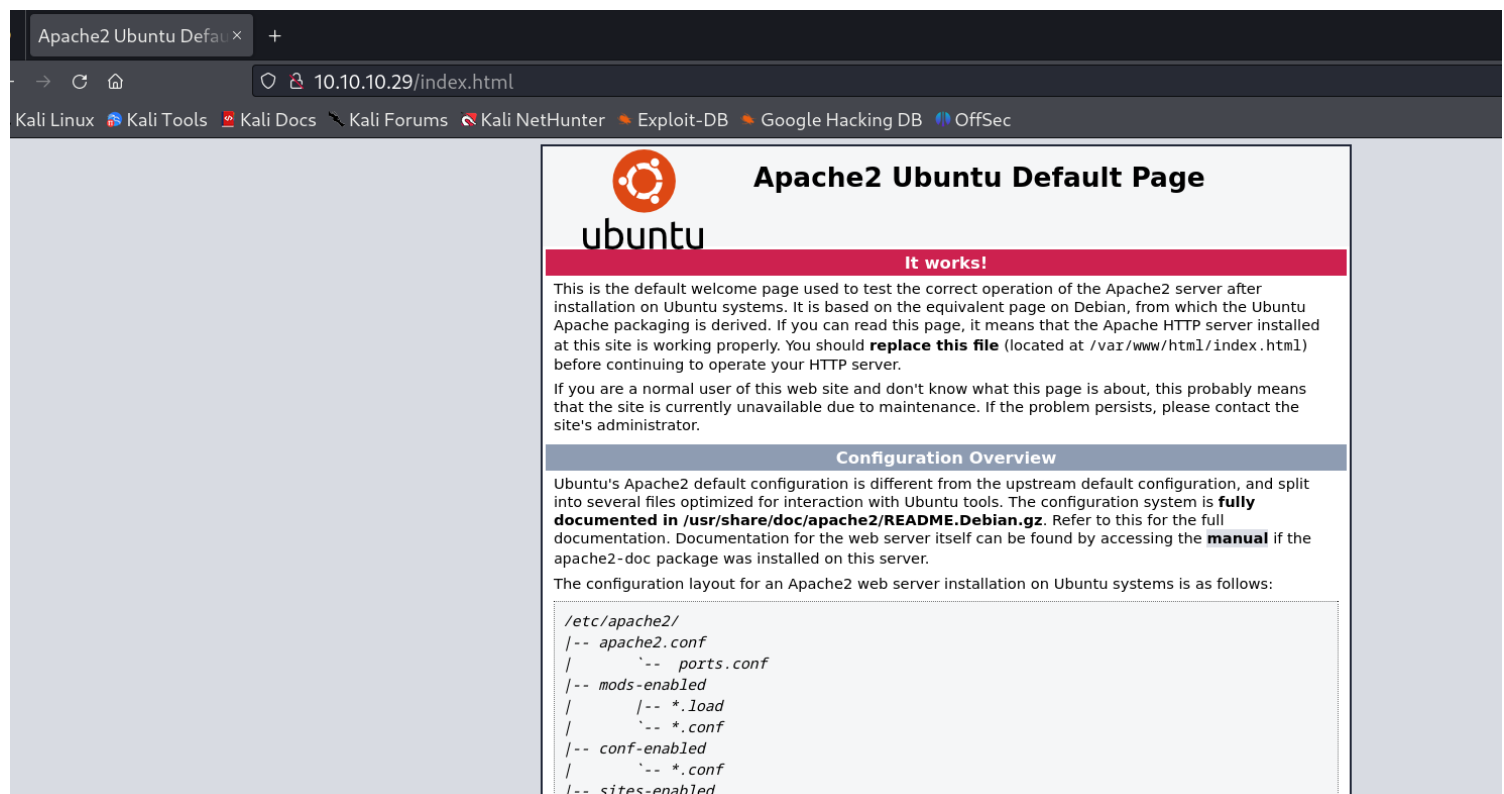 Apache2 Ubuntu Defau
10.10.10.29/index.html
Kali Linux Kali Tools Kali Docs Kali Forums Kali NetHunter Exploit-DB Google Hacking DB OffSec
ubuntu
Apache2 Ubuntu Default Page
It works!
This is the default welcome page used to test the correct operation of the Apache2 server after
installation on Ubuntu systems. It is based on the equivalent page on Debian, from which the Ubuntu
Apache packaging is derived. If you can read this page, it means that the Apache HTTP server installed
at this site is working properly. You should replace this file (located at /var/www/html/index.html)
before continuing to operate your HTTP server.
If you are a normal user of this web site and don't know what this page is about, this probably means
that the site is currently unavailable due to maintenance. If the problem persists, please contact the
site's administrator.
Configuration Overview
Ubuntu's Apache2 default configuration is different from the upstream default configuration, and split
into several files optimized for interaction with Ubuntu tools. The configuration system is fully
documented in /usr/share/doc/apache2/README.Debian.gz. Refer to this for the full
documentation. Documentation for the web server itself can be found by accessing the manual if the
apache2-doc package was installed on this server.
The configuration layout for an Apache2 web server installation on Ubuntu systems is as follows:
/etc/apache2/
|-- apache2.conf
|       `--  ports.conf
|-- mods-enabled
|       |-- *.load
|       `-- *.conf
|-- conf-enabled
|       `-- *.conf
|-- sites-enabled